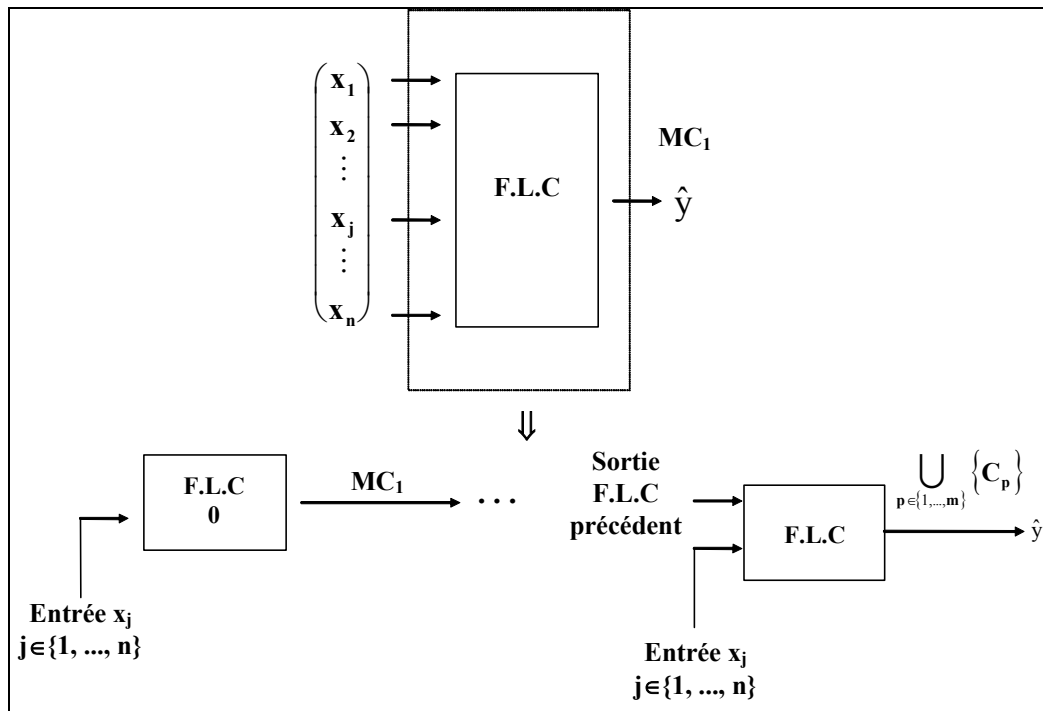 x₁
x₂
⋮
xⱼ
⋮
xₙ
F.L.C
MC₁
ŷ
⇓
F.L.C
0
MC₁
...
Sortie
F.L.C
précédent
F.L.C
⋃ {Cₚ}
p∈{1,...,m}
ŷ
Entrée xⱼ
j∈{1, ..., n}
Entrée xⱼ
j∈{1, ..., n}